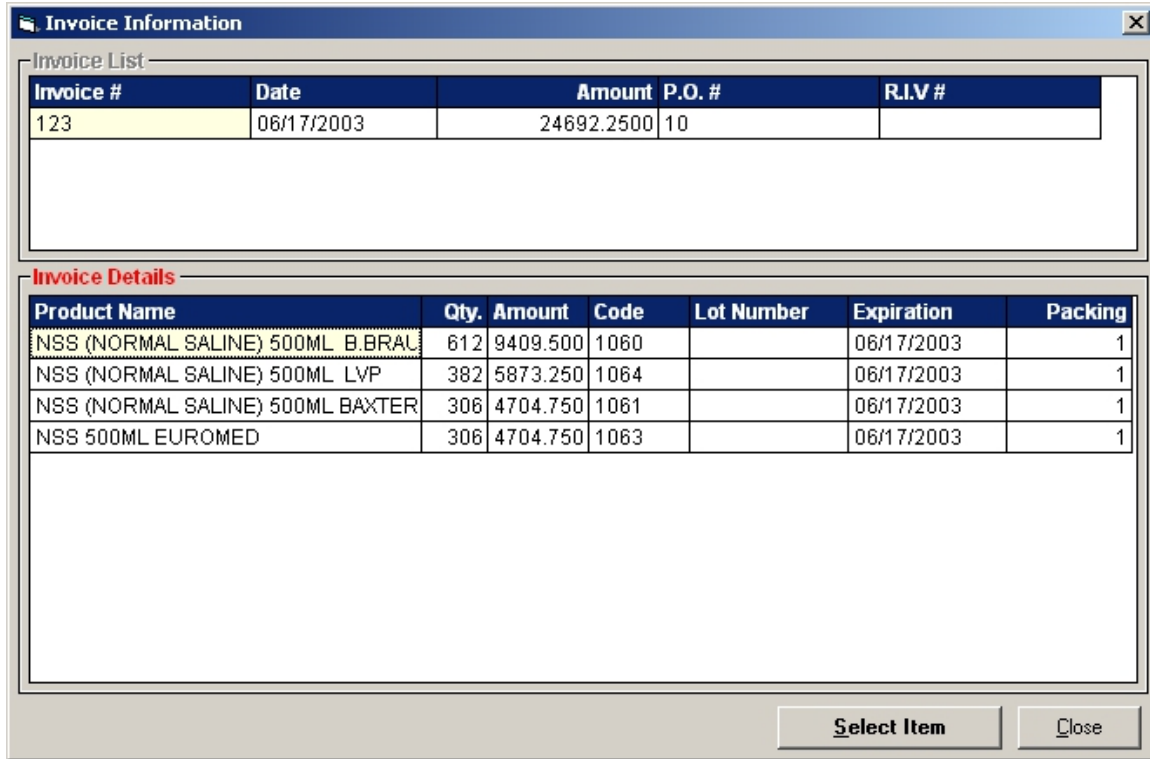 Invoice Information
Invoice List
Invoice # Date Amount P.O. # R.I.V #
123 06/17/2003 24692.2500 10
Invoice Details
Product Name Qty. Amount Code Lot Number Expiration Packing
NSS (NORMAL SALINE) 500ML B.BRAU 612 9409.500 1060 06/17/2003 1
NSS (NORMAL SALINE) 500ML LVP 382 5873.250 1064 06/17/2003 1
NSS (NORMAL SALINE) 500ML BAXTER 306 4704.750 1061 06/17/2003 1
NSS 500ML EUROMED 306 4704.750 1063 06/17/2003 1
Select Item Close